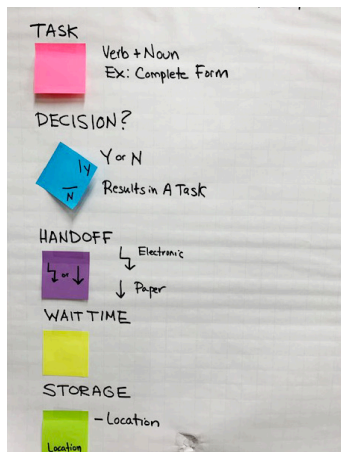 TASK
Verb + Noun
Ex: Complete Form
DECISION?
Y or N
Y
N
Results in A Task
HANDOFF
Electronic
or
Paper
WAIT TIME
STORAGE
- Location
Location